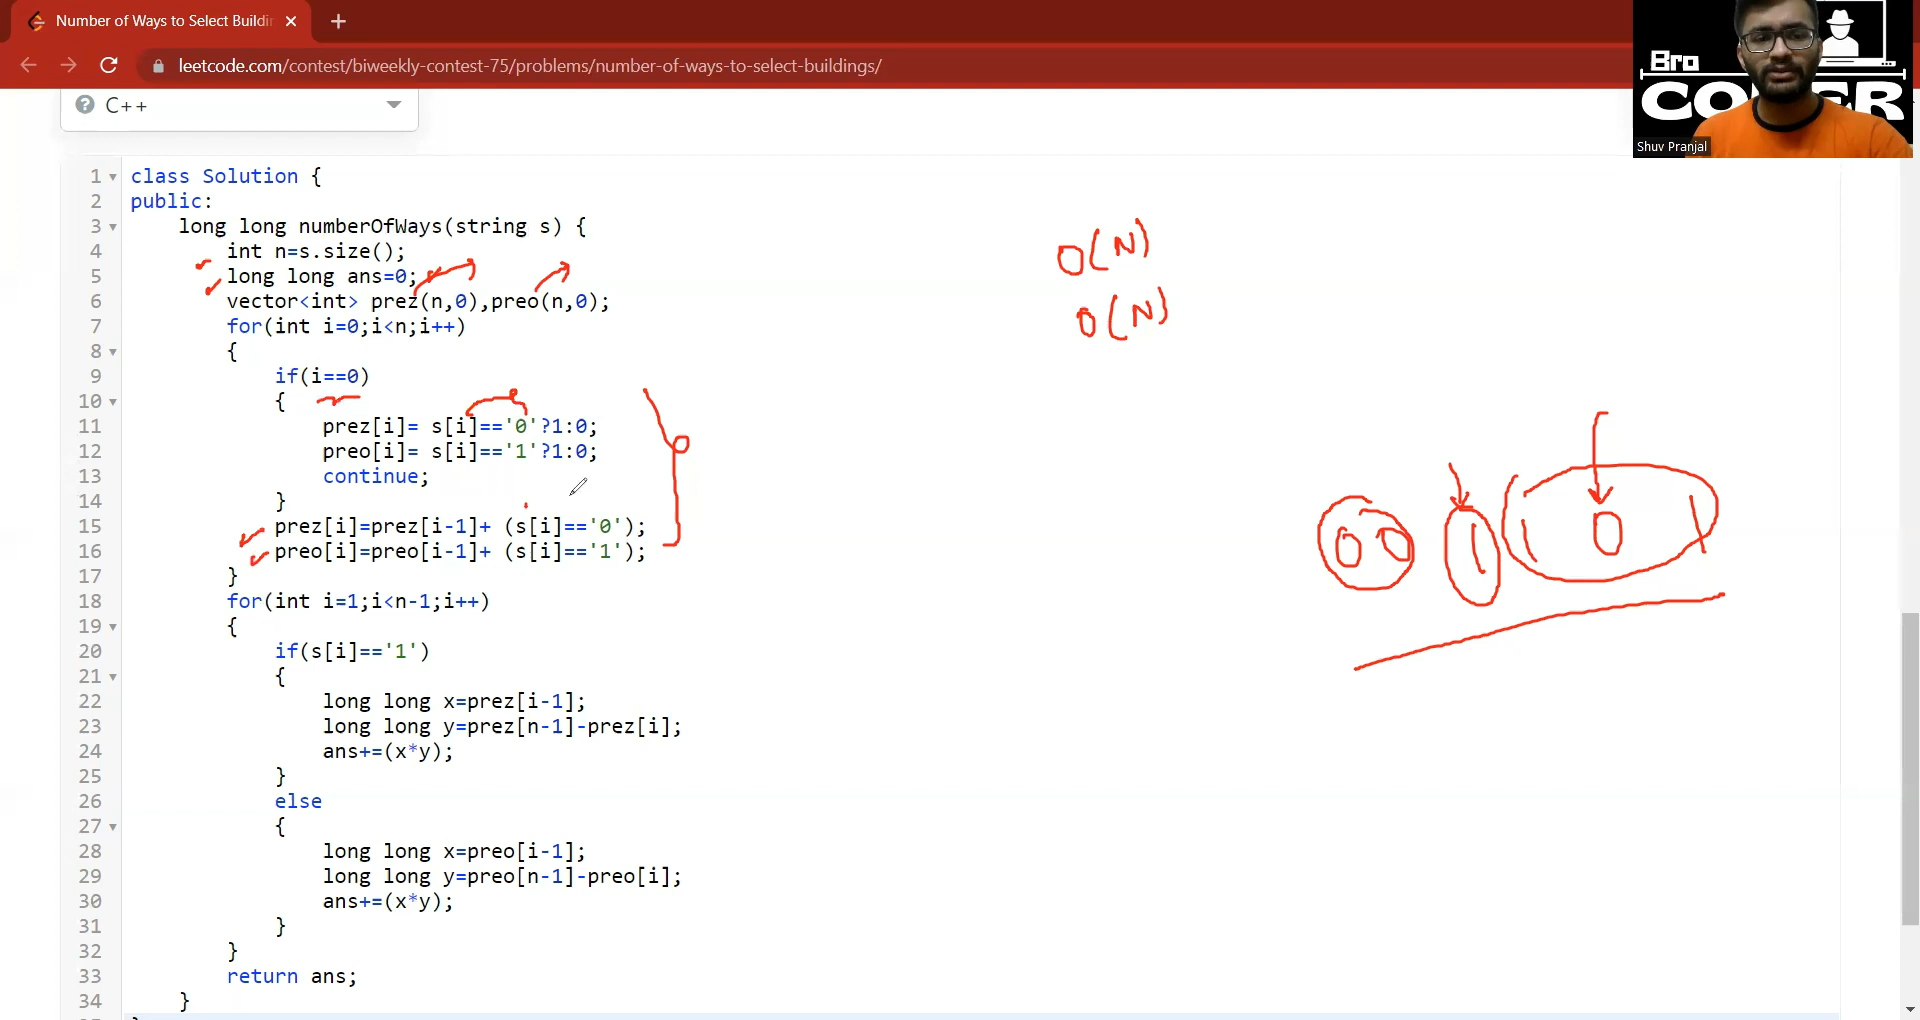 Number of Ways to Select Buildin
leetcode.com/contest/biweekly-contest-75/problems/number-of-ways-to-select-buildings/
Bro
CODER
Shuv Pranjal
C++
1 class Solution {
2 public:
3 long long numberOfWays(string s) {
4 int n=s.size();
5 long long ans=0;
6 vector<int> prez(n,0),preo(n,0);
7 for(int i=0;i<n;i++)
8 {
9 if(i==0)
10 {
11 prez[i]= s[i]=='0'?1:0;
12 preo[i]= s[i]=='1'?1:0;
13 continue;
14 }
15 prez[i]=prez[i-1]+ (s[i]=='0');
16 preo[i]=preo[i-1]+ (s[i]=='1');
17 }
18 for(int i=1;i<n-1;i++)
19 {
20 if(s[i]=='1')
21 {
22 long long x=prez[i-1];
23 long long y=prez[n-1]-prez[i];
24 ans+=(x*y);
25 }
26 else
27 {
28 long long x=preo[i-1];
29 long long y=preo[n-1]-preo[i];
30 ans+=(x*y);
31 }
32 }
33 return ans;
34 }
O(N)
O(N)
0 0 1 1 0 1